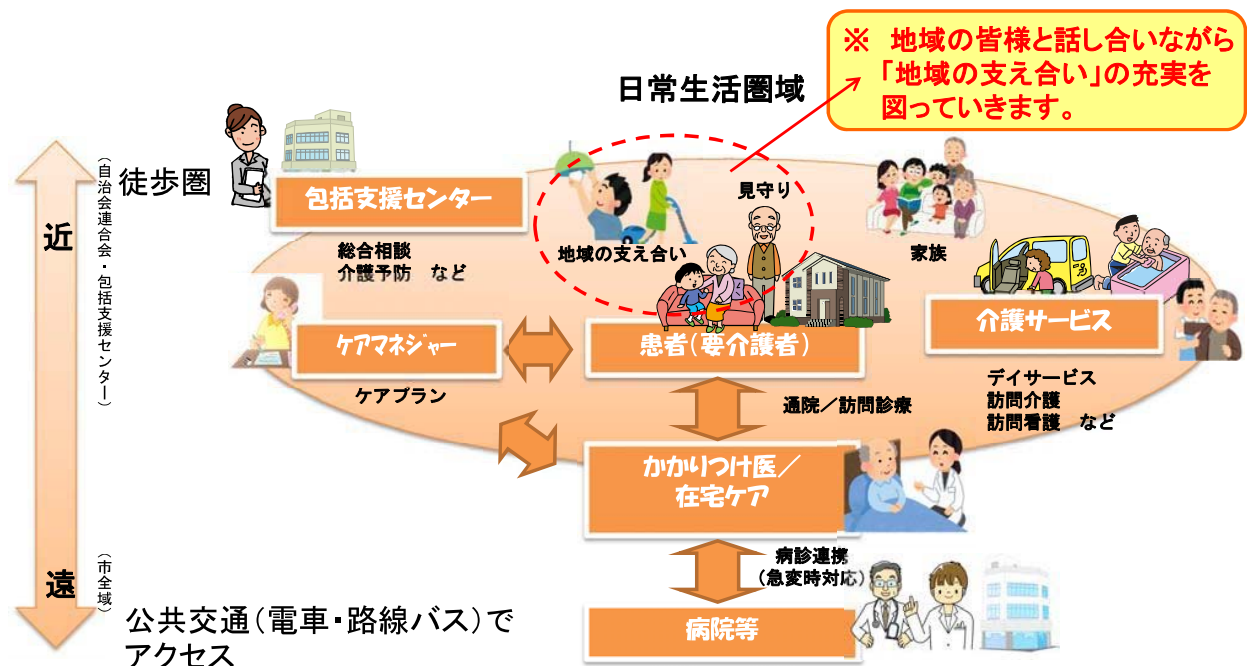 ※ 地域の皆様と話し合いながら
「地域の支え合い」の充実を
図っていきます。
日常生活圏域
徒歩圏
近
（自治会連合会・包括支援センター）
包括支援センター
総合相談
介護予防 など
見守り
地域の支え合い
家族
ケアマネジャー
ケアプラン
患者（要介護者）
介護サービス
デイサービス
訪問介護
訪問看護 など
通院／訪問診療
かかりつけ医／
在宅ケア
病診連携
（急変時対応）
病院等
遠
（市全域）
公共交通（電車・路線バス）で
アクセス